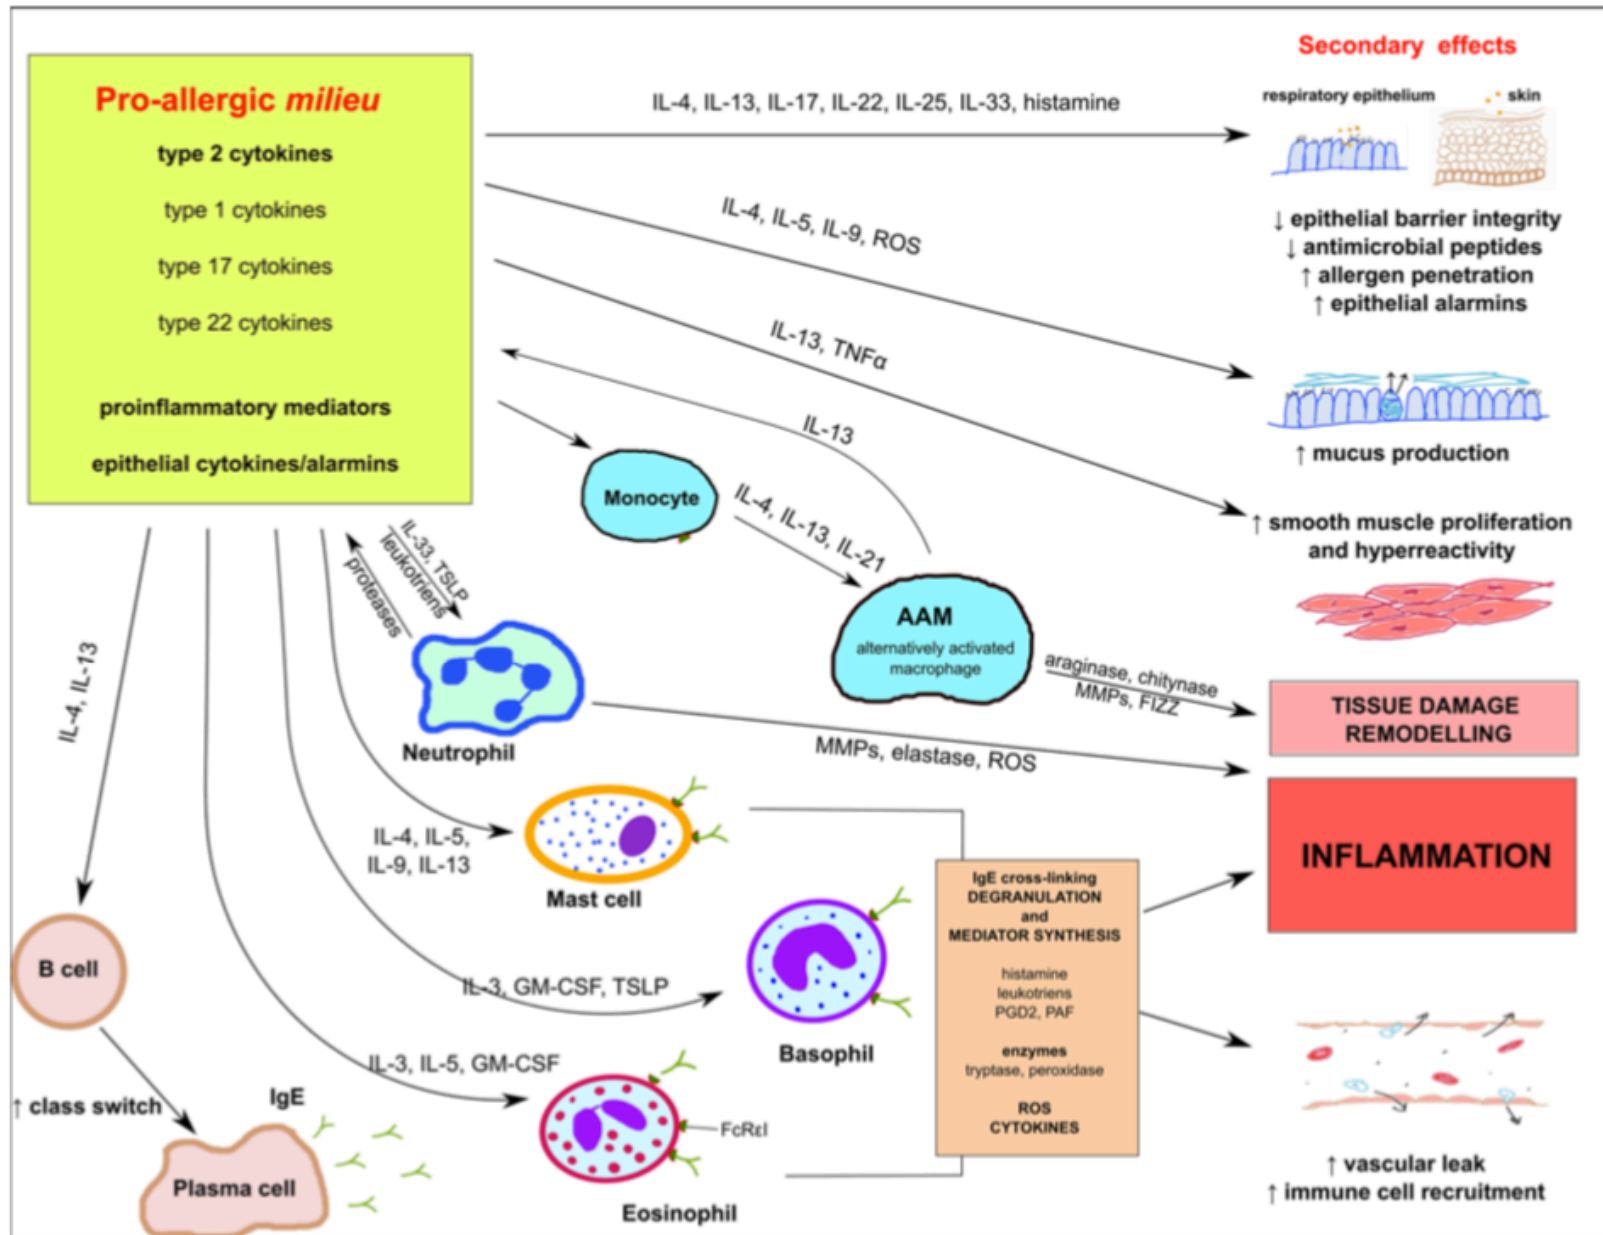 Pro-allergic milieu
type 2 cytokines
type 1 cytokines
type 17 cytokines
type 22 cytokines
proinflammatory mediators
epithelial cytokines/alarmins
Secondary effects
respiratory epithelium
skin
IL-4, IL-13, IL-17, IL-22, IL-25, IL-33, histamine
↓ epithelial barrier integrity
↓ antimicrobial peptides
↑ allergen penetration
↑ epithelial alarmins
IL-4, IL-5, IL-9, ROS
↑ mucus production
IL-13, TNFα
↑ smooth muscle proliferation
and hyperreactivity
IL-13
Monocyte
IL-4, IL-13, IL-21
AAM
alternatively activated
macrophage
araginase, chitynase
MMPs, FIZZ
TISSUE DAMAGE
REMODELLING
IL-33, TSLP
leukotriens
proteases
Neutrophil
MMPs, elastase, ROS
INFLAMMATION
IL-4, IL-5,
IL-9, IL-13
Mast cell
IL-3, GM-CSF, TSLP
Basophil
IL-3, IL-5, GM-CSF
FcRεI
Eosinophil
IgE cross-linking
DEGRANULATION
and
MEDIATOR SYNTHESIS
histamine
leukotriens
PGD2, PAF
enzymes
tryptase, peroxidase
ROS
CYTOKINES
↑ vascular leak
↑ immune cell recruitment
IL-4, IL-13
B cell
↑ class switch
IgE
Plasma cell